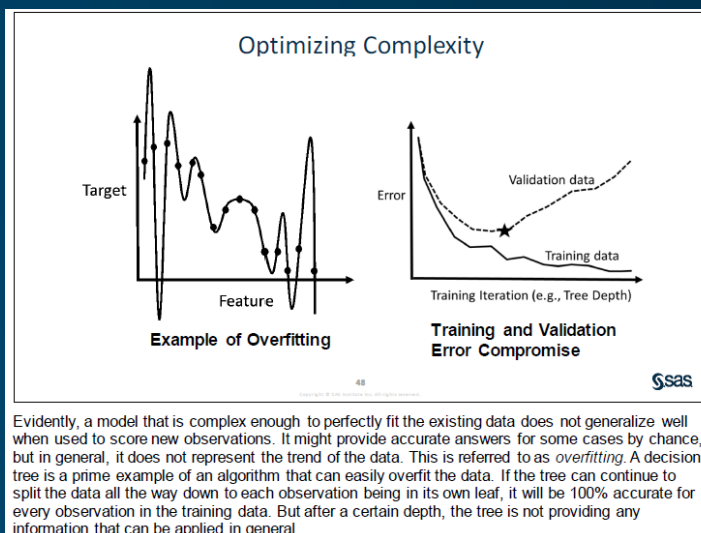 Optimizing Complexity
Target
Feature
Example of Overfitting
Error
Validation data
Training data
Training Iteration (e.g., Tree Depth)
Training and Validation
Error Compromise
48
Copyright © SAS Institute Inc. All rights reserved.
sas
Evidently, a model that is complex enough to perfectly fit the existing data does not generalize well
when used to score new observations. It might provide accurate answers for some cases by chance,
but in general, it does not represent the trend of the data. This is referred to as overfitting. A decision
tree is a prime example of an algorithm that can easily overfit the data. If the tree can continue to
split the data all the way down to each observation being in its own leaf, it will be 100% accurate for
every observation in the training data. But after a certain depth, the tree is not providing any
information that can be applied in general